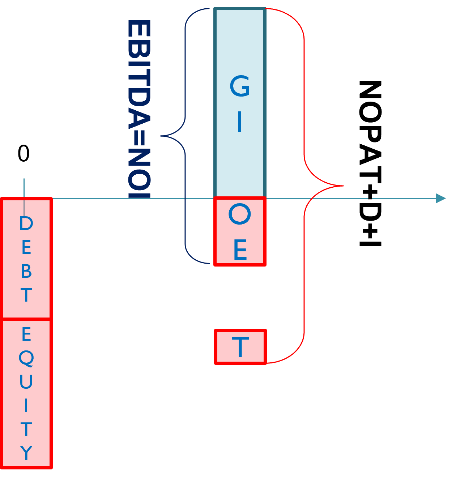 EBITDA=NOI
GI
NOPAT+D+I
0
OE
DEBT
T
EQUITY